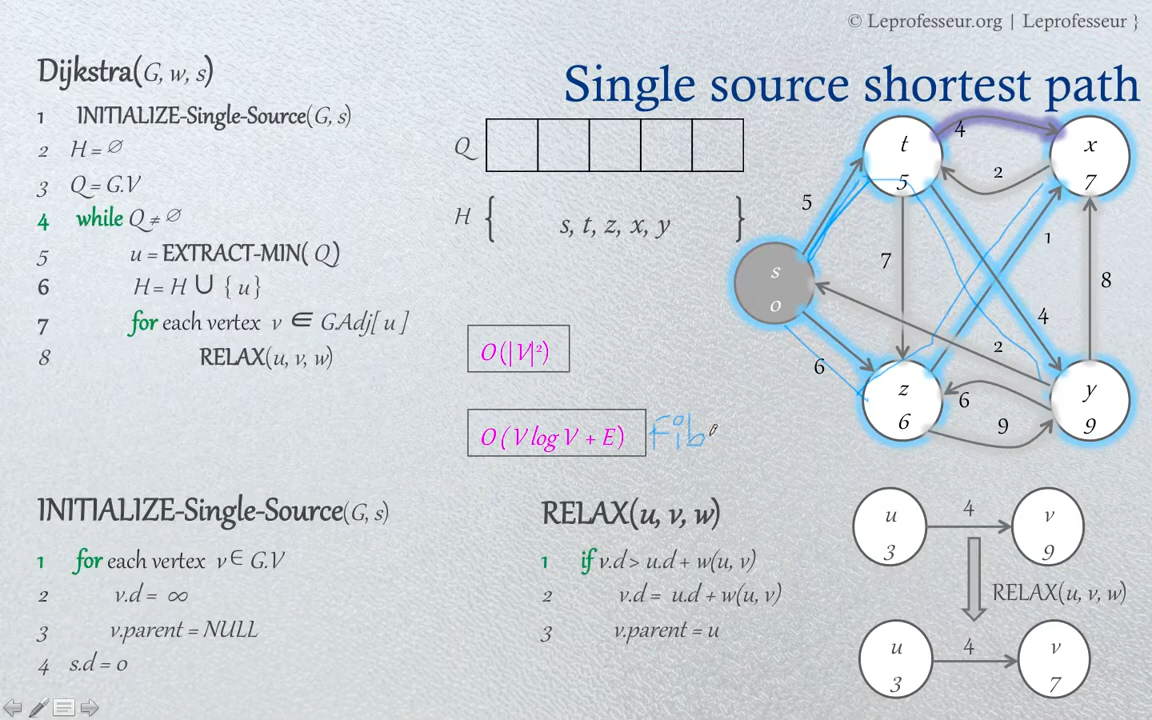 © Leprofesseur.org | Leprofesseur }
Single source shortest path
Dijkstra(G, w, s)
1 INITIALIZE-Single-Source(G, s)
2 H = ∅
3 Q = G.V
4 while Q ≠ ∅
5 u = EXTRACT-MIN( Q)
6 H = H ∪ { u }
7 for each vertex v ∈ G.Adj[ u ]
8 RELAX(u, v, w)
Q
H { s, t, z, x, y }
O(|V|²)
O ( V log V + E ) Fib
t
5
x
7
s
0
z
6
y
9
4
2
5
7
1
8
4
2
6
6
9
INITIALIZE-Single-Source(G, s)
1 for each vertex v ∈ G.V
2 v.d = ∞
3 v.parent = NULL
4 s.d = 0
RELAX(u, v, w)
1 if v.d > u.d + w(u, v)
2 v.d = u.d + w(u, v)
3 v.parent = u
u
3
4
v
9
RELAX(u, v, w)
u
3
4
v
7